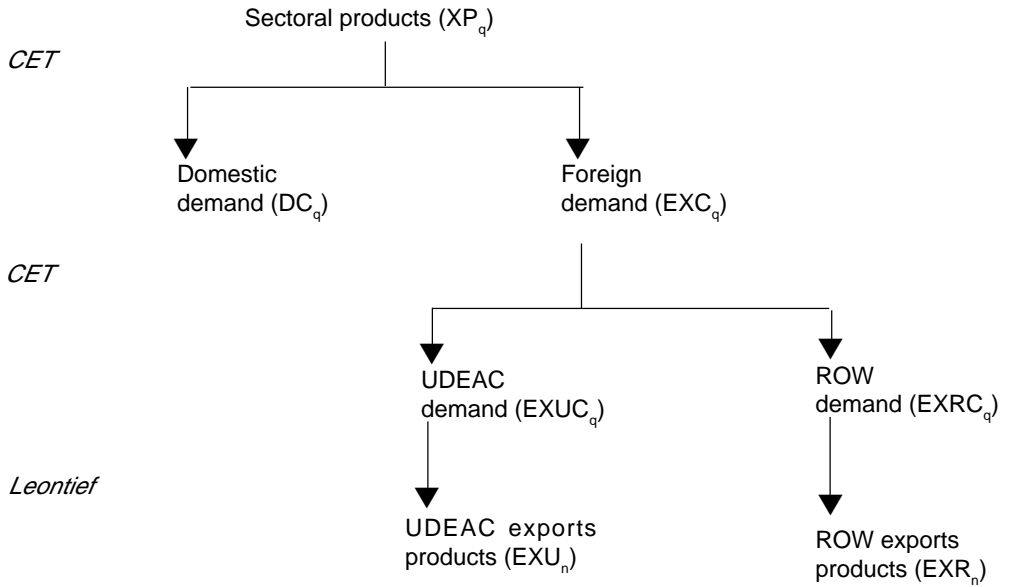 Sectoral products (XPq)
CET
Domestic
demand (DCq)
Foreign
demand (EXCq)
CET
UDEAC
demand (EXUCq)
ROW
demand (EXRCq)
Leontief
UDEAC exports
products (EXUn)
ROW exports
products (EXRn)